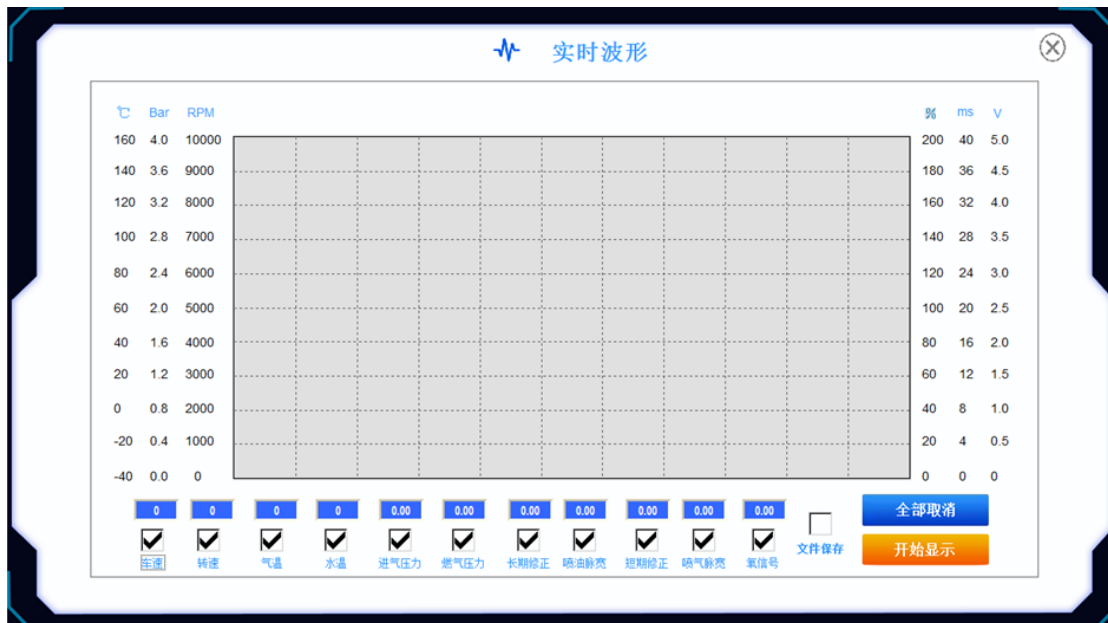 实时波形
℃ Bar RPM % ms V
160 4.0 10000 200 40 5.0
140 3.6 9000 180 36 4.5
120 3.2 8000 160 32 4.0
100 2.8 7000 140 28 3.5
80 2.4 6000 120 24 3.0
60 2.0 5000 100 20 2.5
40 1.6 4000 80 16 2.0
20 1.2 3000 60 12 1.5
0 0.8 2000 40 8 1.0
-20 0.4 1000 20 4 0.5
-40 0.0 0 0 0 0
0 0 0 0 0.00 0.00 0.00 0.00 0.00 0.00 0.00 全部取消
车速 转速 气温 水温 进气压力 燃气压力 长期修正 喷油脉宽 短期修正 喷气脉宽 氧信号 文件保存 开始显示